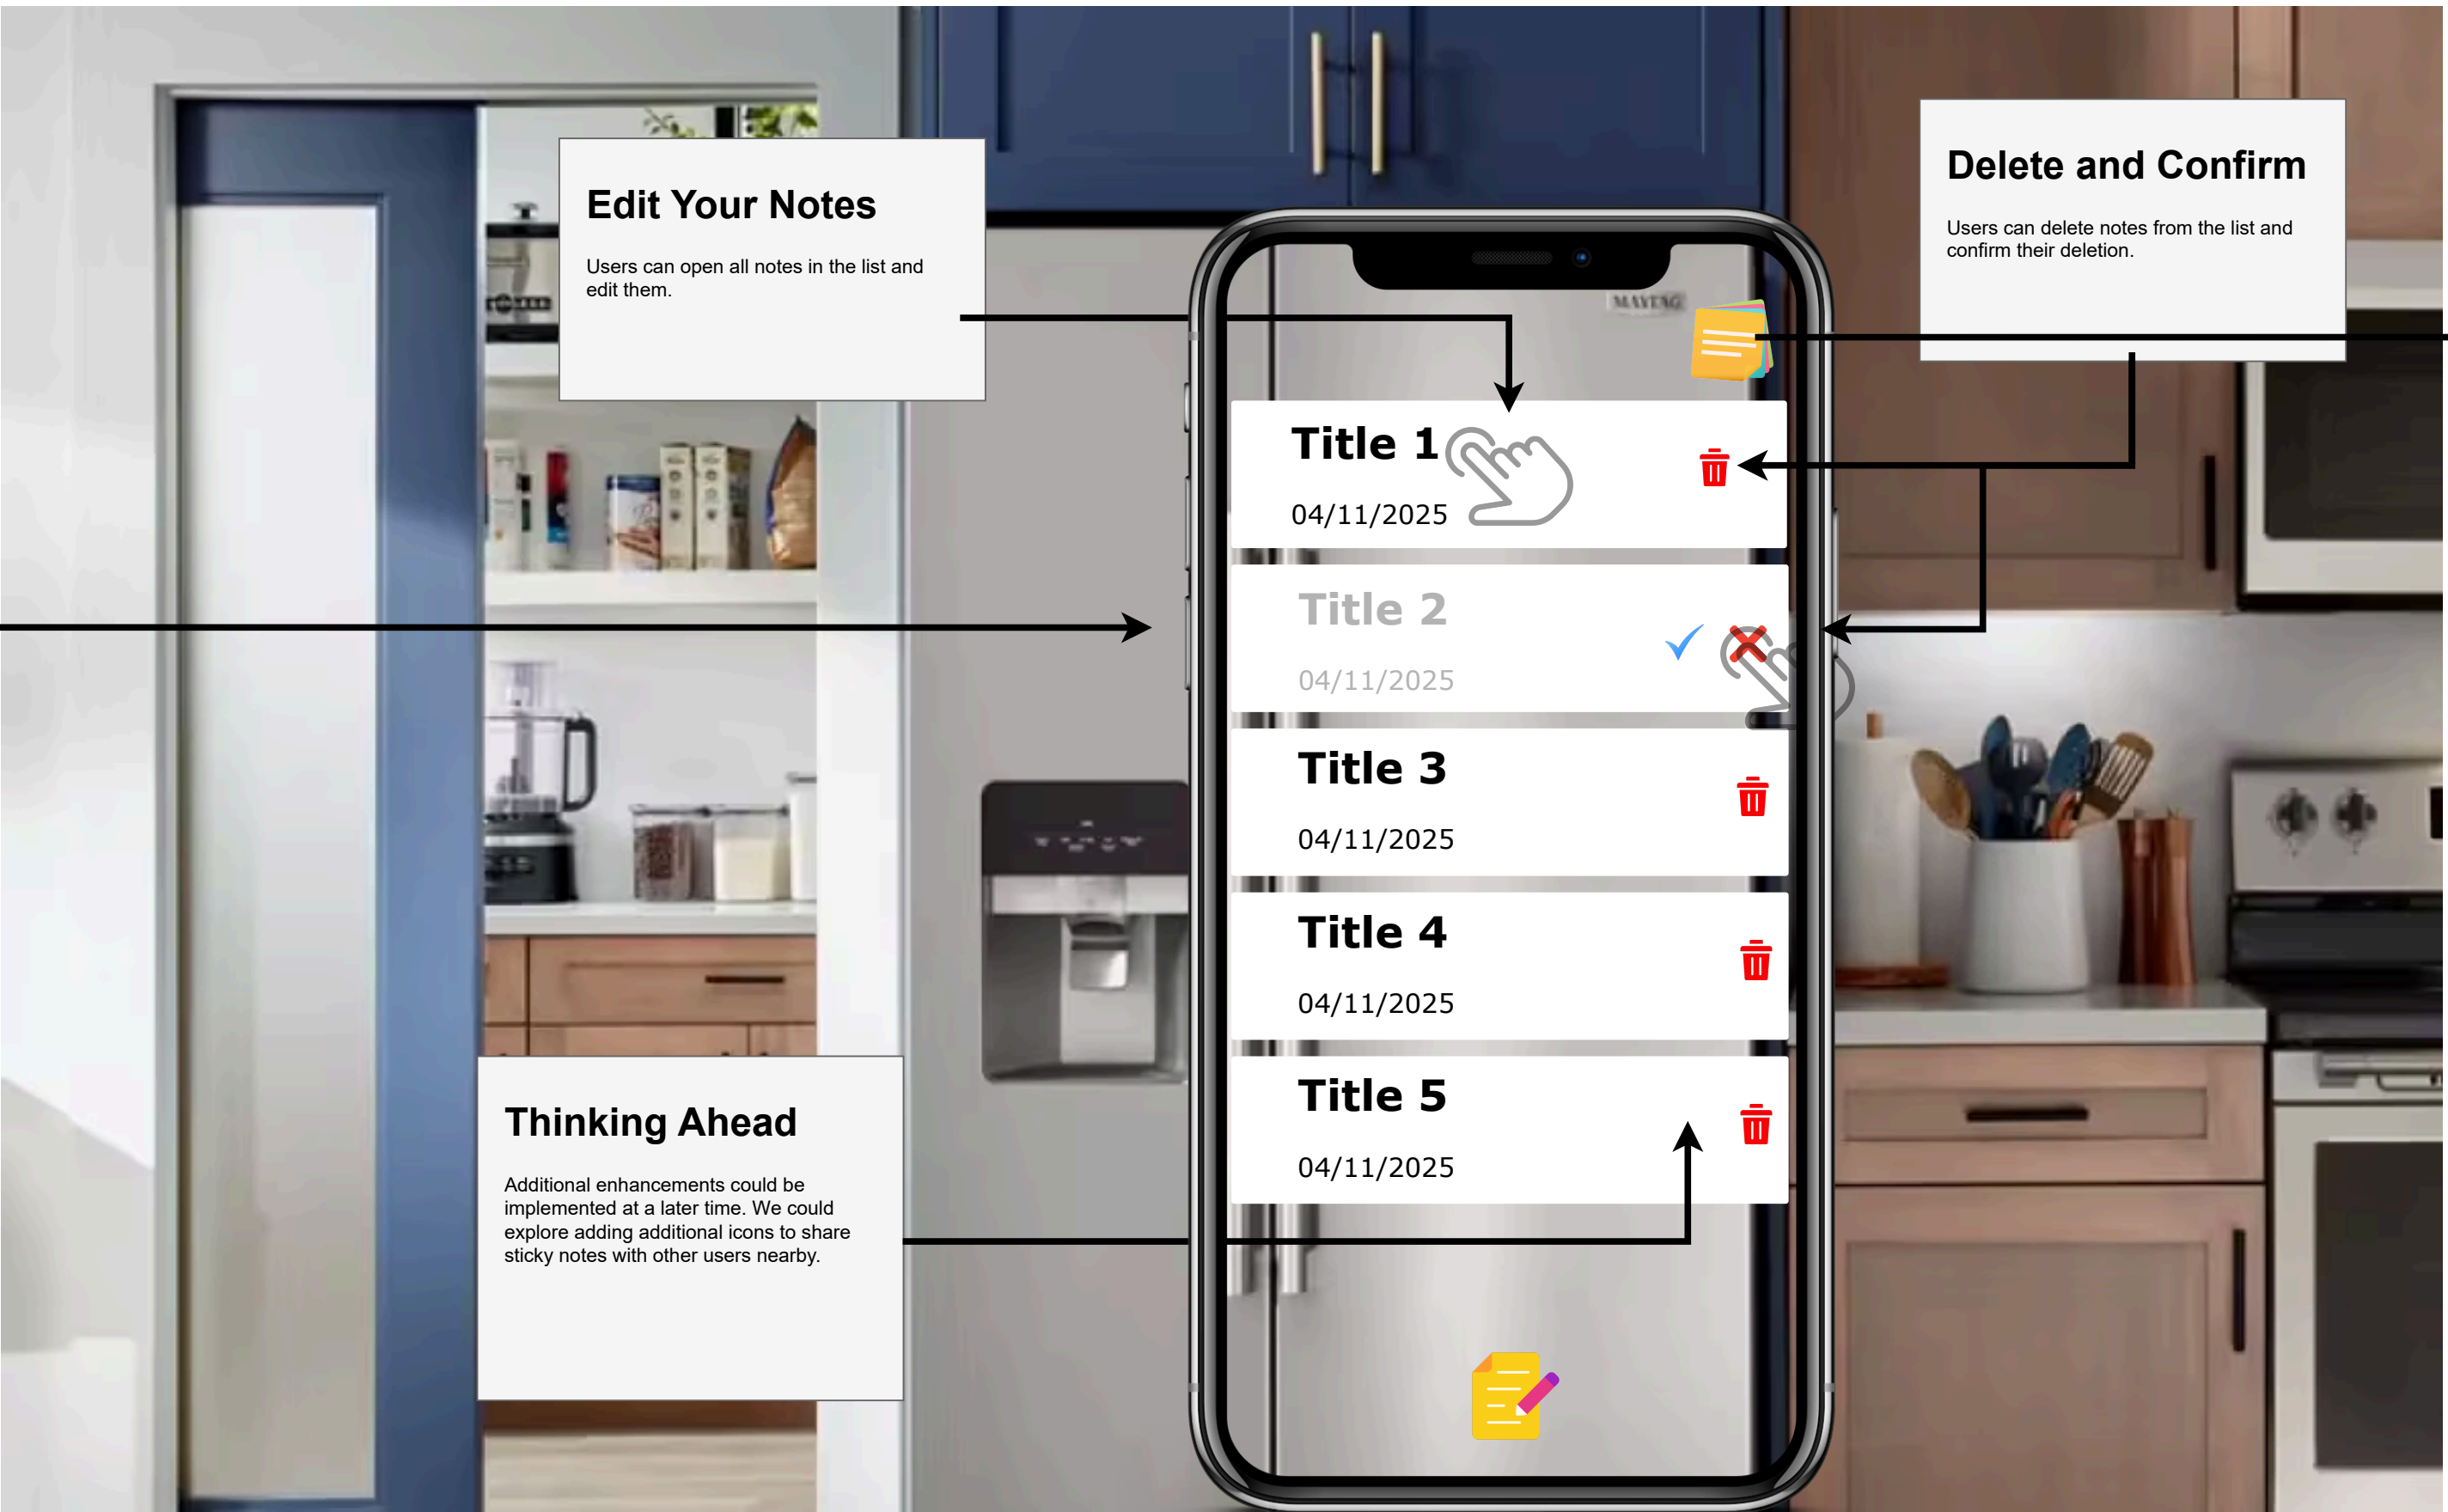 Edit Your Notes
Users can open all notes in the list and
edit them.
Delete and Confirm
Users can delete notes from the list and
confirm their deletion.
MAYTAG
Title 1
04/11/2025
Title 2
04/11/2025
Title 3
04/11/2025
Title 4
04/11/2025
Title 5
04/11/2025
Thinking Ahead
Additional enhancements could be
implemented at a later time. We could
explore adding additional icons to share
sticky notes with other users nearby.